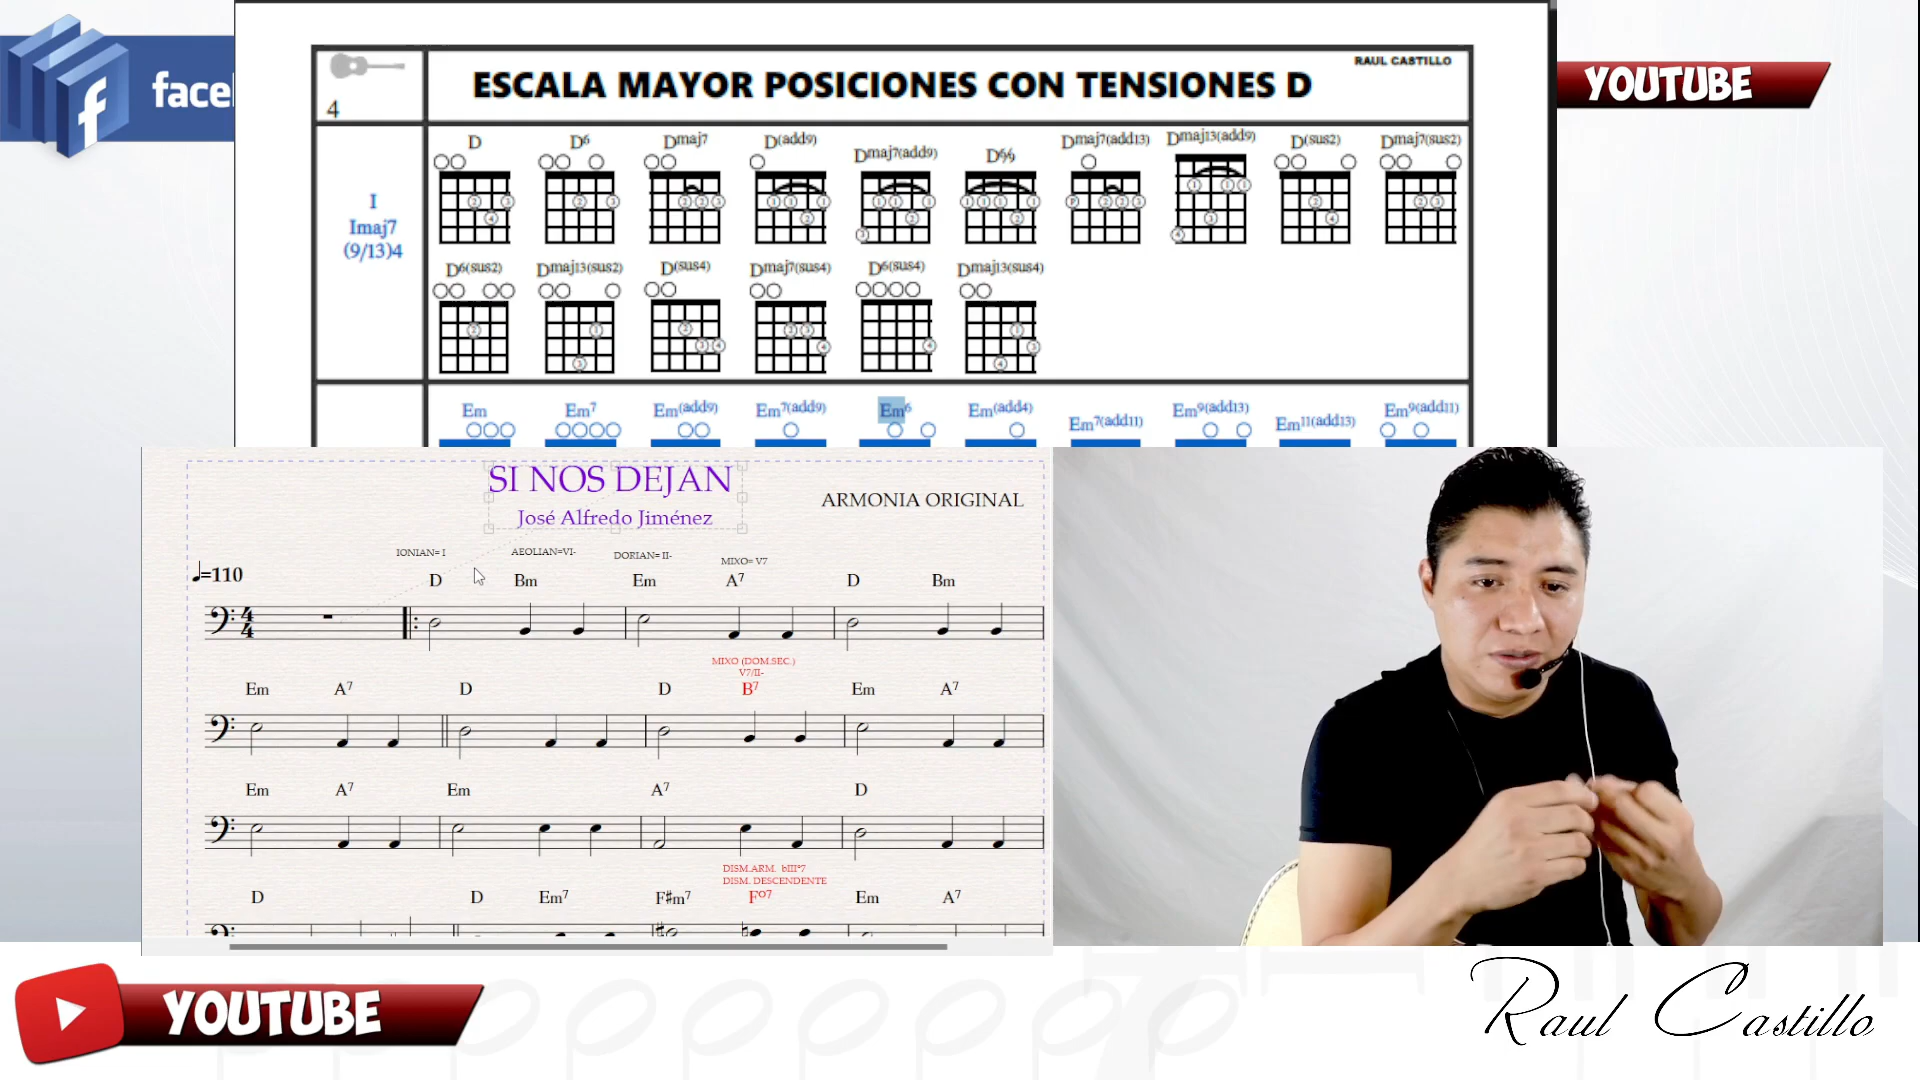 face
RAUL CASTILLO
YOUTUBE
4
ESCALA MAYOR POSICIONES CON TENSIONES D
D D6 Dmaj7 D(add9) Dmaj7(add9) D6/9 Dmaj7(add13) Dmaj13(add9) D(sus2) Dmaj7(sus2)
I
Imaj7
(9/13)4
D6(sus2) Dmaj13(sus2) D(sus4) Dmaj7(sus4) D6(sus4) Dmaj13(sus4)
Em Em7 Em(add9) Em7(add9) Em6 Em(add4) Em7(add11) Em9(add13) Em11(add13) Em9(add11)
SI NOS DEJAN
ARMONIA ORIGINAL
José Alfredo Jiménez
IONIAN= I AEOLIAN=VI- DORIAN= II- MIXO= V7
♩=110
D Bm Em A7 D Bm
MIXO (DOM.SEC.)
V7/II-
Em A7 D D B7 Em A7
Em A7 Em A7 D
DISM.ARM. bIII°7
DISM. DESCENDENTE
D D Em7 F#m7 F°7 Em A7
YOUTUBE
Raul Castillo